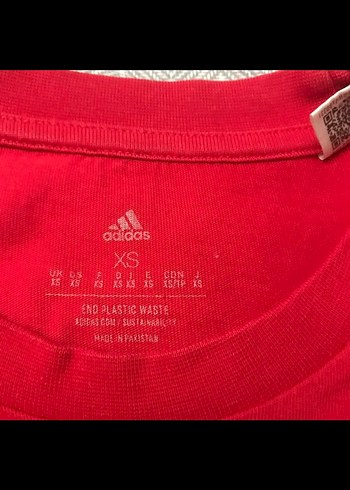 adidas
XS
UK US F D I E CDN J
XS XS XS XS XS XS XS/TP XS
END PLASTIC WASTE
ADIDAS.COM / SUSTAINABILITY
MADE IN PAKISTAN